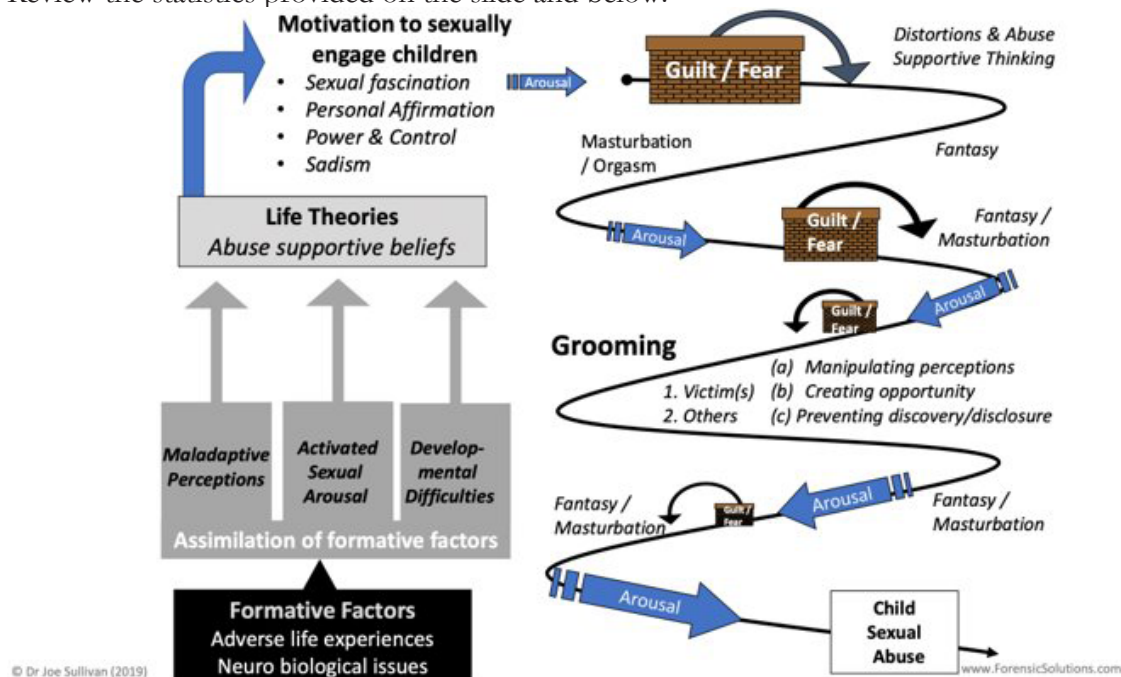 Review the statistics provided on the slide and below.
Motivation to sexually
engage children
• Sexual fascination
• Personal Affirmation
• Power & Control
• Sadism
Life Theories
Abuse supportive beliefs
Maladaptive
Perceptions
Activated
Sexual
Arousal
Develop-
mental
Difficulties
Assimilation of formative factors
Formative Factors
Adverse life experiences
Neuro biological issues
© Dr Joe Sullivan (2019)
Arousal
Guilt / Fear
Distortions & Abuse
Supportive Thinking
Fantasy
Masturbation
/ Orgasm
Arousal
Guilt /
Fear
Fantasy /
Masturbation
Arousal
Guilt /
Fear
Grooming
1. Victim(s)
2. Others
(a) Manipulating perceptions
(b) Creating opportunity
(c) Preventing discovery/disclosure
Fantasy /
Masturbation
Arousal
Guilt /
Fear
Fantasy /
Masturbation
Arousal
Child
Sexual
Abuse
www.ForensicSolutions.com